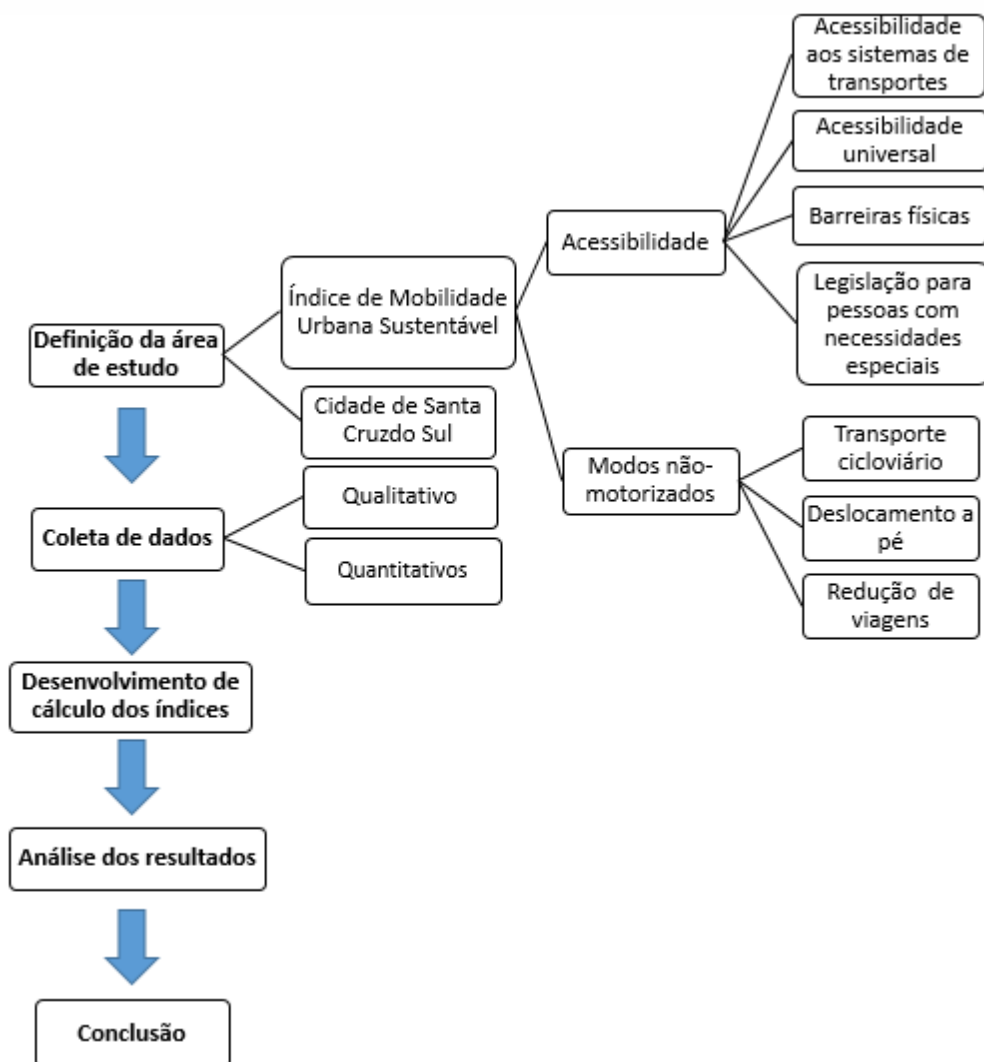 Definição da área
de estudo
Índice de Mobilidade
Urbana Sustentável
Acessibilidade
Acessibilidade
aos sistemas de
transportes
Acessibilidade
universal
Barreiras físicas
Legislação para
pessoas com
necessidades
especiais
Modos não-
motorizados
Transporte
cicloviário
Deslocamento a
pé
Redução de
viagens
Cidade de Santa
Cruzdo Sul
Coleta de dados
Qualitativo
Quantitativos
Desenvolvimento de
cálculo dos índices
Análise dos resultados
Conclusão